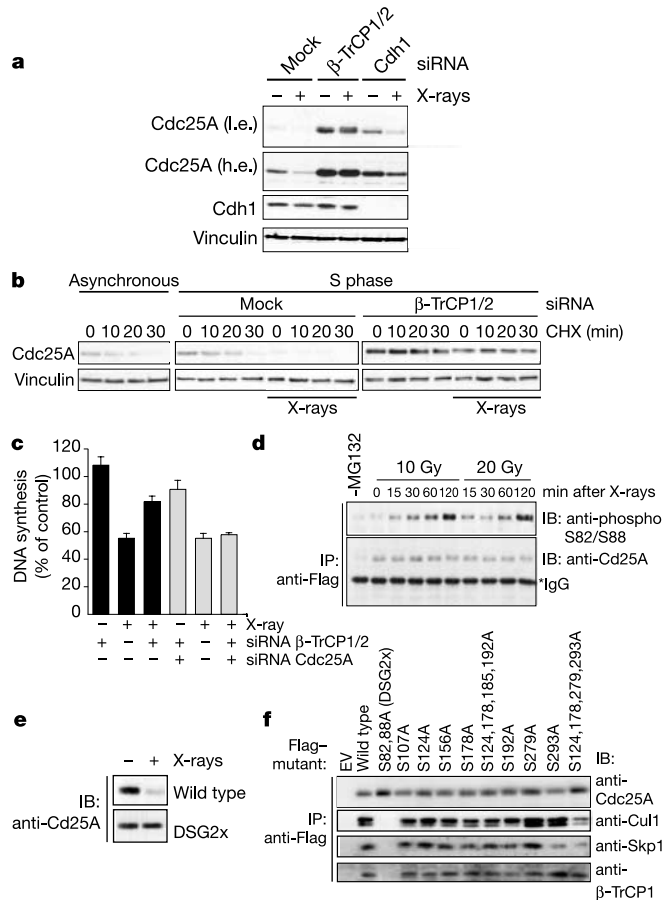 a
Mock β-TrCP1/2 Cdh1 siRNA
– + – + – + X-rays
Cdc25A (l.e.)
Cdc25A (h.e.)
Cdh1
Vinculin
b
Asynchronous S phase
Mock β-TrCP1/2 siRNA
0 10 20 30 0 10 20 30 0 10 20 30 0 10 20 30 0 10 20 30 CHX (min)
Cdc25A
Vinculin
X-rays X-rays
c
DNA synthesis
(% of control)
120
100
80
60
40
20
0
– + + – + + X-ray
+ – + – – + siRNA β-TrCP1/2
– – – + – + siRNA Cdc25A
d
-MG132
10 Gy 20 Gy
0 15 30 60 120 15 30 60 120 min after X-rays
IB: anti-phospho
S82/S88
IP:
anti-Flag
IB: anti-Cd25A
*IgG
e
– + X-rays
IB:
anti-Cd25A
Wild type
DSG2x
f
Flag-
mutant:
EV
Wild type
S82,88A (DSG2x)
S107A
S124A
S156A
S178A
S124,178,185,192A
S192A
S279A
S293A
S124,178,279,293A
IB:
IP:
anti-Flag
anti-
Cdc25A
anti-Cul1
anti-Skp1
anti-
β-TrCP1